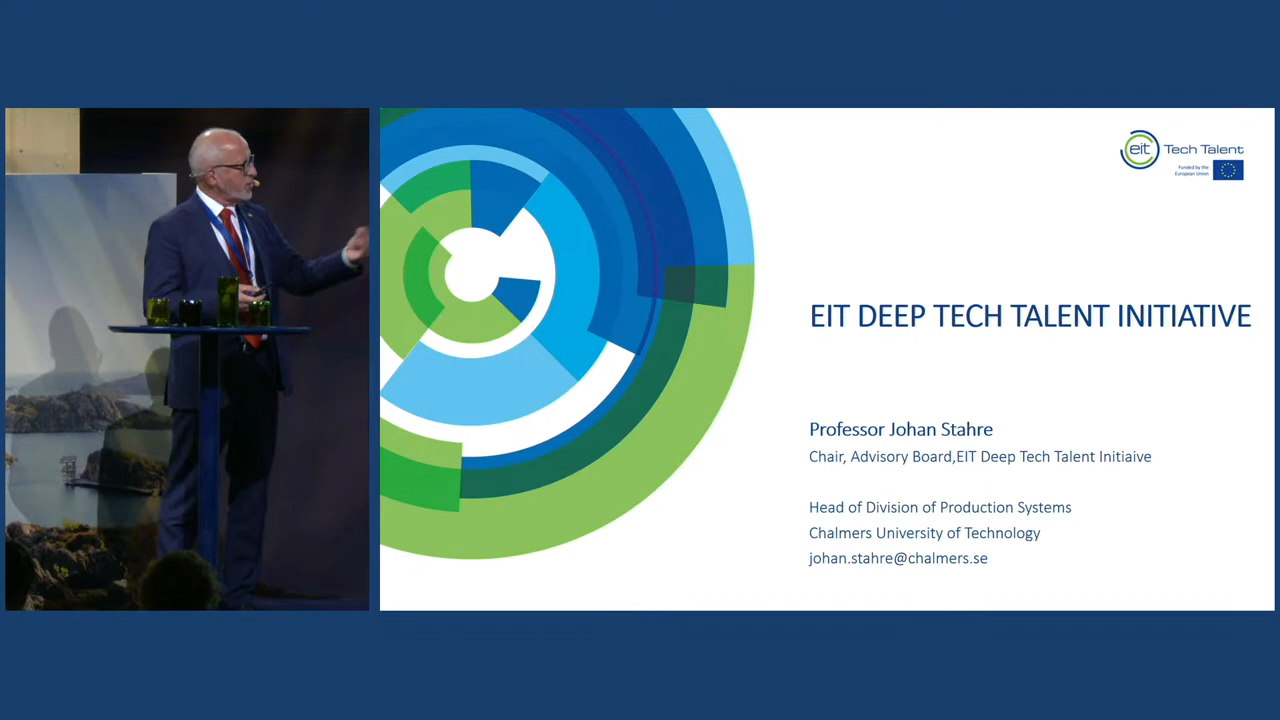 eit Tech Talent
Funded by the
European Union
EIT DEEP TECH TALENT INITIATIVE
Professor Johan Stahre
Chair, Advisory Board,EIT Deep Tech Talent Initiaive
Head of Division of Production Systems
Chalmers University of Technology
johan.stahre@chalmers.se